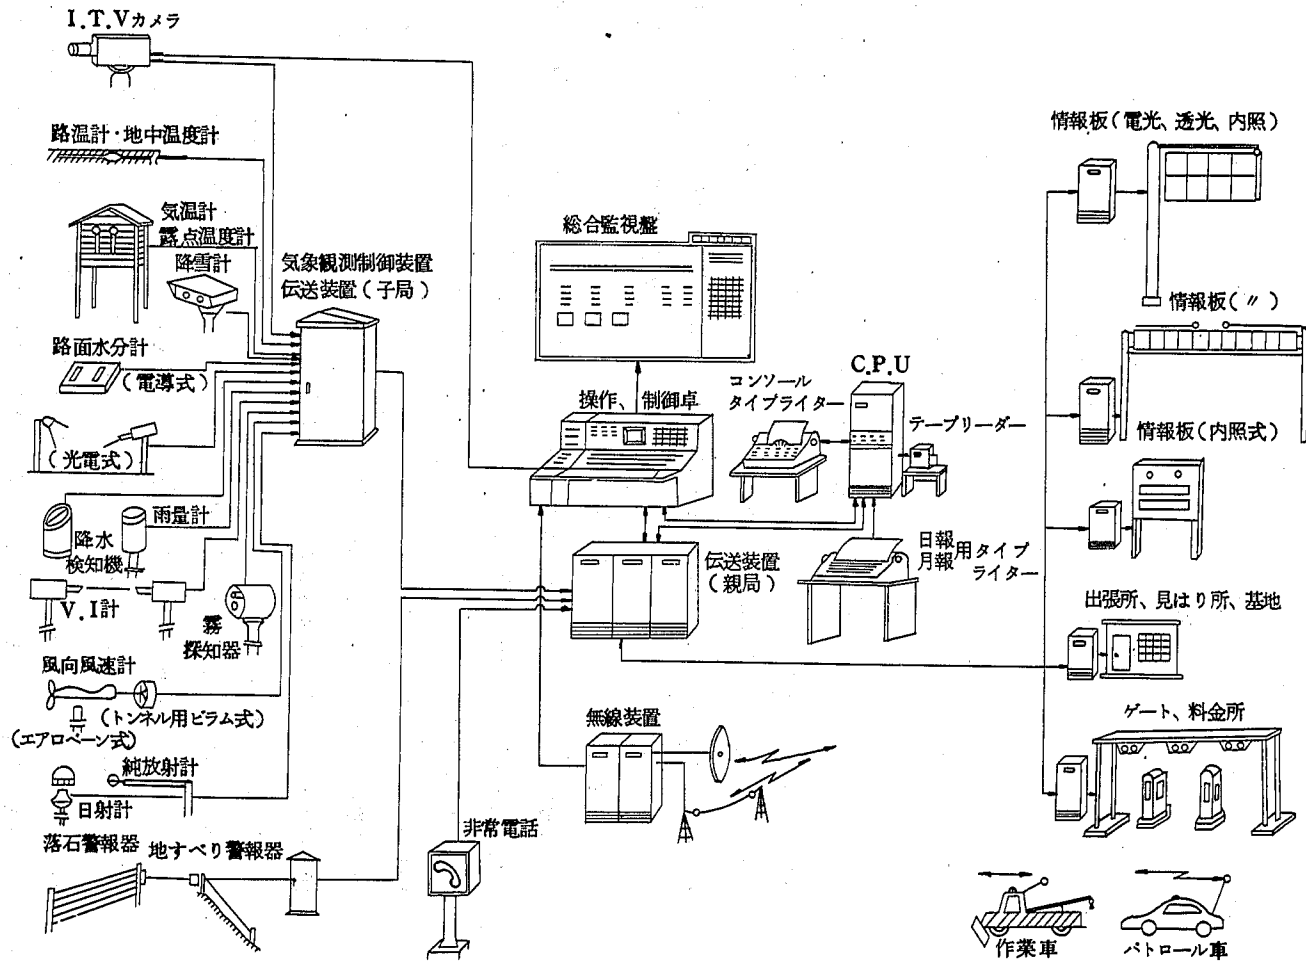 I.T.Vカメラ
路温計・地中温度計
気温計
露点温度計
降雪計
気象観測制御装置
伝送装置(子局)
路面水分計
(電導式)
(光電式)
雨量計
降水
検知機
V.I計
霧
探知器
風向風速計
(トンネル用ビラム式)
(エアロベーン式)
純放射計
日射計
落石警報器
地すべり警報器
総合監視盤
操作、制御卓
コンソール
タイプライター
C.P.U
テープリーダー
伝送装置
(親局)
日報
月報
用タイプ
ライター
無線装置
非常電話
情報板(電光、透光、内照)
情報板(〃)
情報板(内照式)
出張所、見はり所、基地
ゲート、料金所
作業車
パトロール車